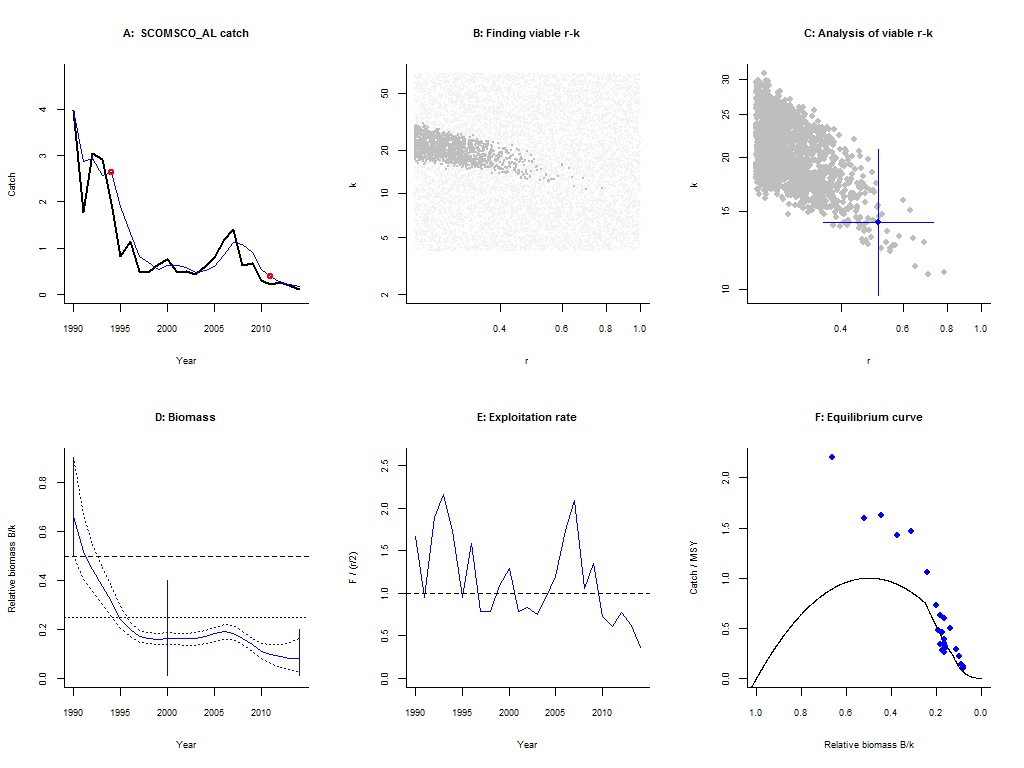 A:  SCOMSCO_AL catch
Catch
4
3
2
1
0
1990 1995 2000 2005 2010
Year
B: Finding viable r-k
k
50
20
10
5
2
0.4 0.6 0.8 1.0
r
C: Analysis of viable r-k
k
30
25
20
15
10
0.4 0.6 0.8 1.0
r
D: Biomass
Relative biomass B/k
0.8
0.6
0.4
0.2
0.0
1990 1995 2000 2005 2010
Year
E: Exploitation rate
F / (r/2)
2.5
2.0
1.5
1.0
0.5
0.0
1990 1995 2000 2005 2010
Year
F: Equilibrium curve
Catch / MSY
2.0
1.5
1.0
0.5
0.0
1.0 0.8 0.6 0.4 0.2 0.0
Relative biomass B/k